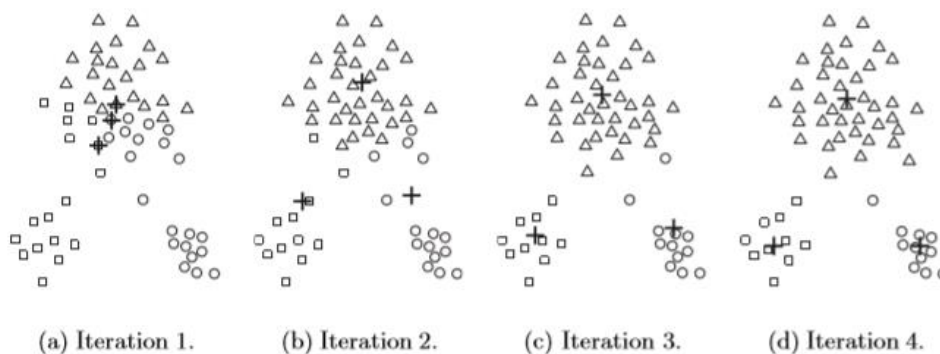 (a) Iteration 1.
(b) Iteration 2.
(c) Iteration 3.
(d) Iteration 4.